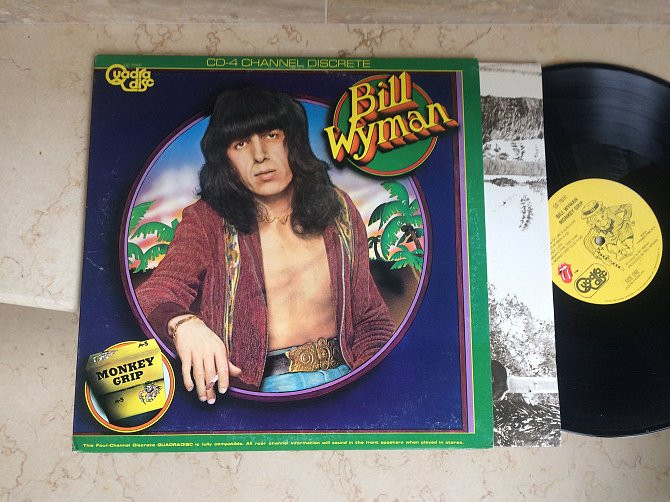 CD-4 CHANNEL DISCRETE
Quadra
disc
Bill
Wyman
MONKEY
GRIP
This Four-Channel Discrete QUADRADISC is fully compatible. All rear channel information will sound in the front speakers when played in stereo.
BILL WYMAN
MONKEY GRIP
SIDE ONE
Quadra
disc